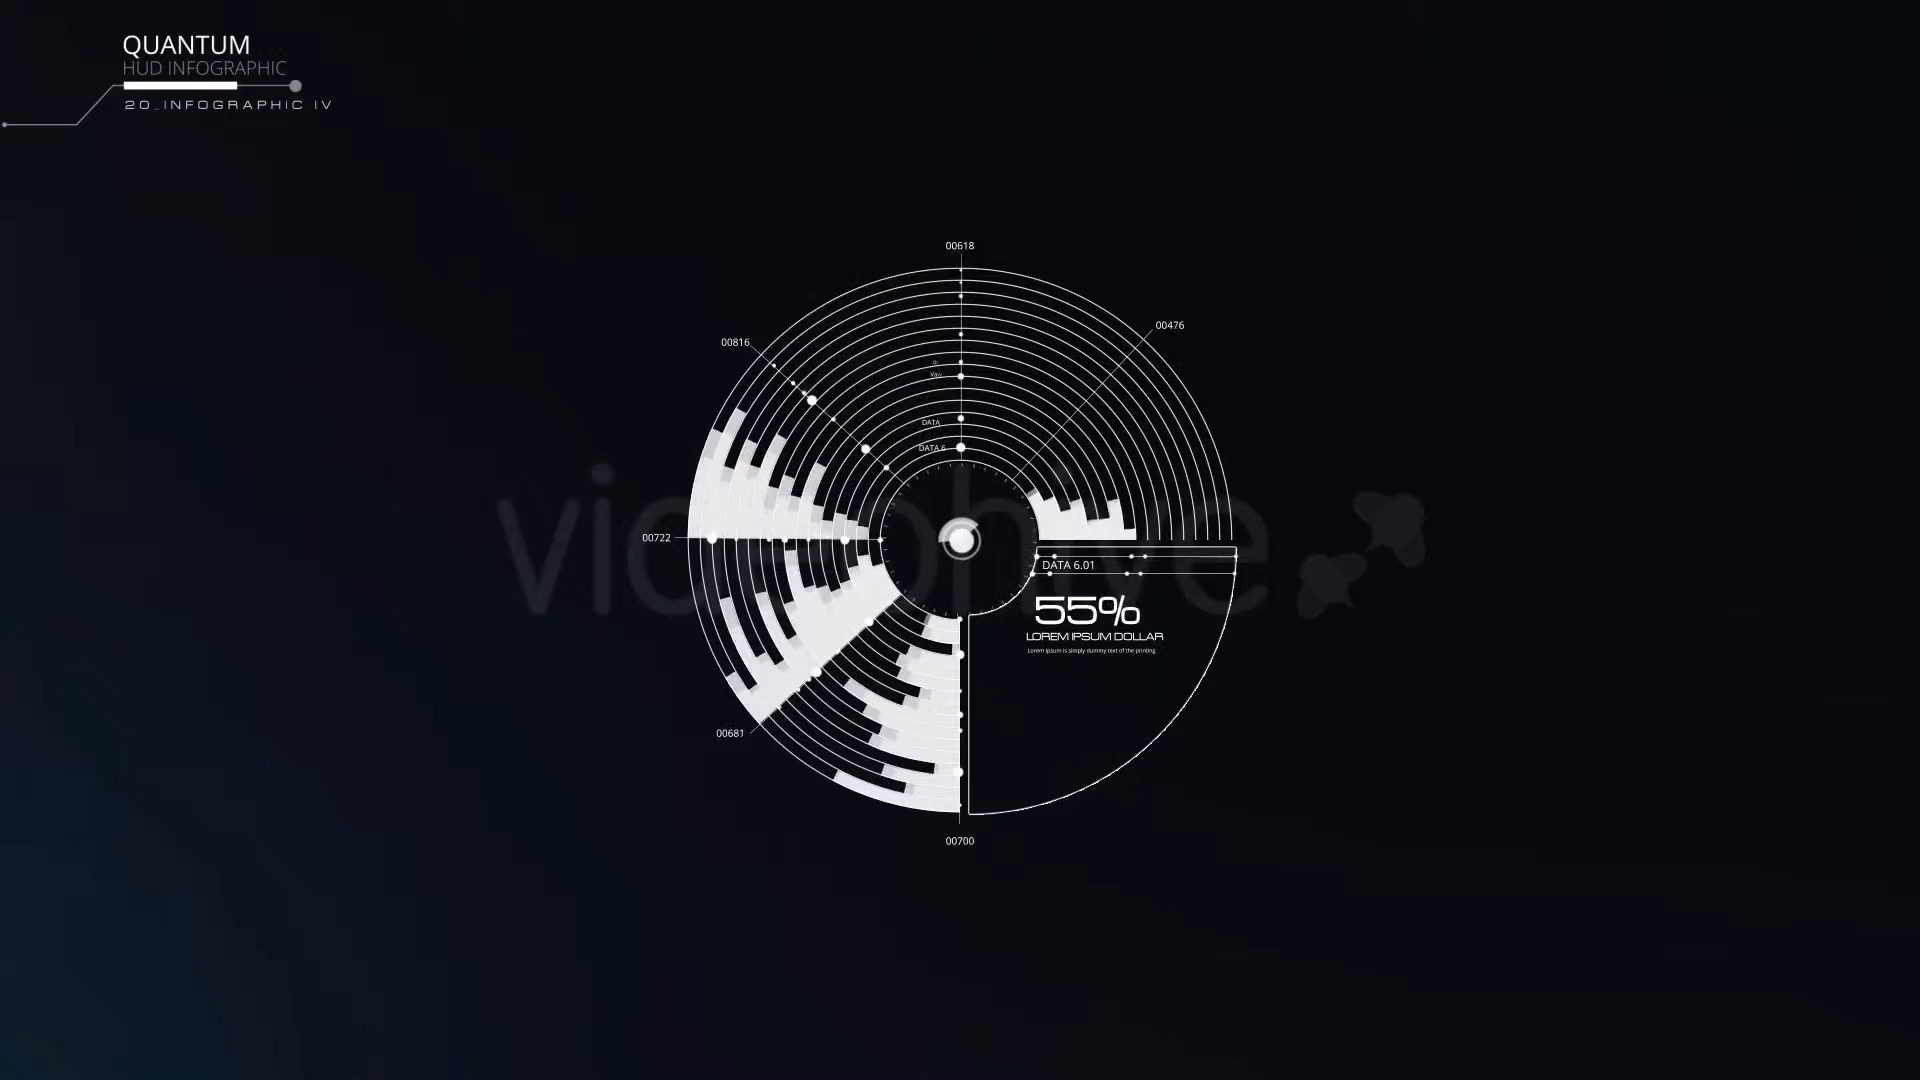 QUANTUM
HUD INFOGRAPHIC
20_INFOGRAPHIC IV
00618
00476
00816
DATA
DATA 6
videohive
00722
DATA 6.01
55%
LOREM IPSUM DOLLAR
Lorem Ipsum is simply dummy text of the printing
00681
00700